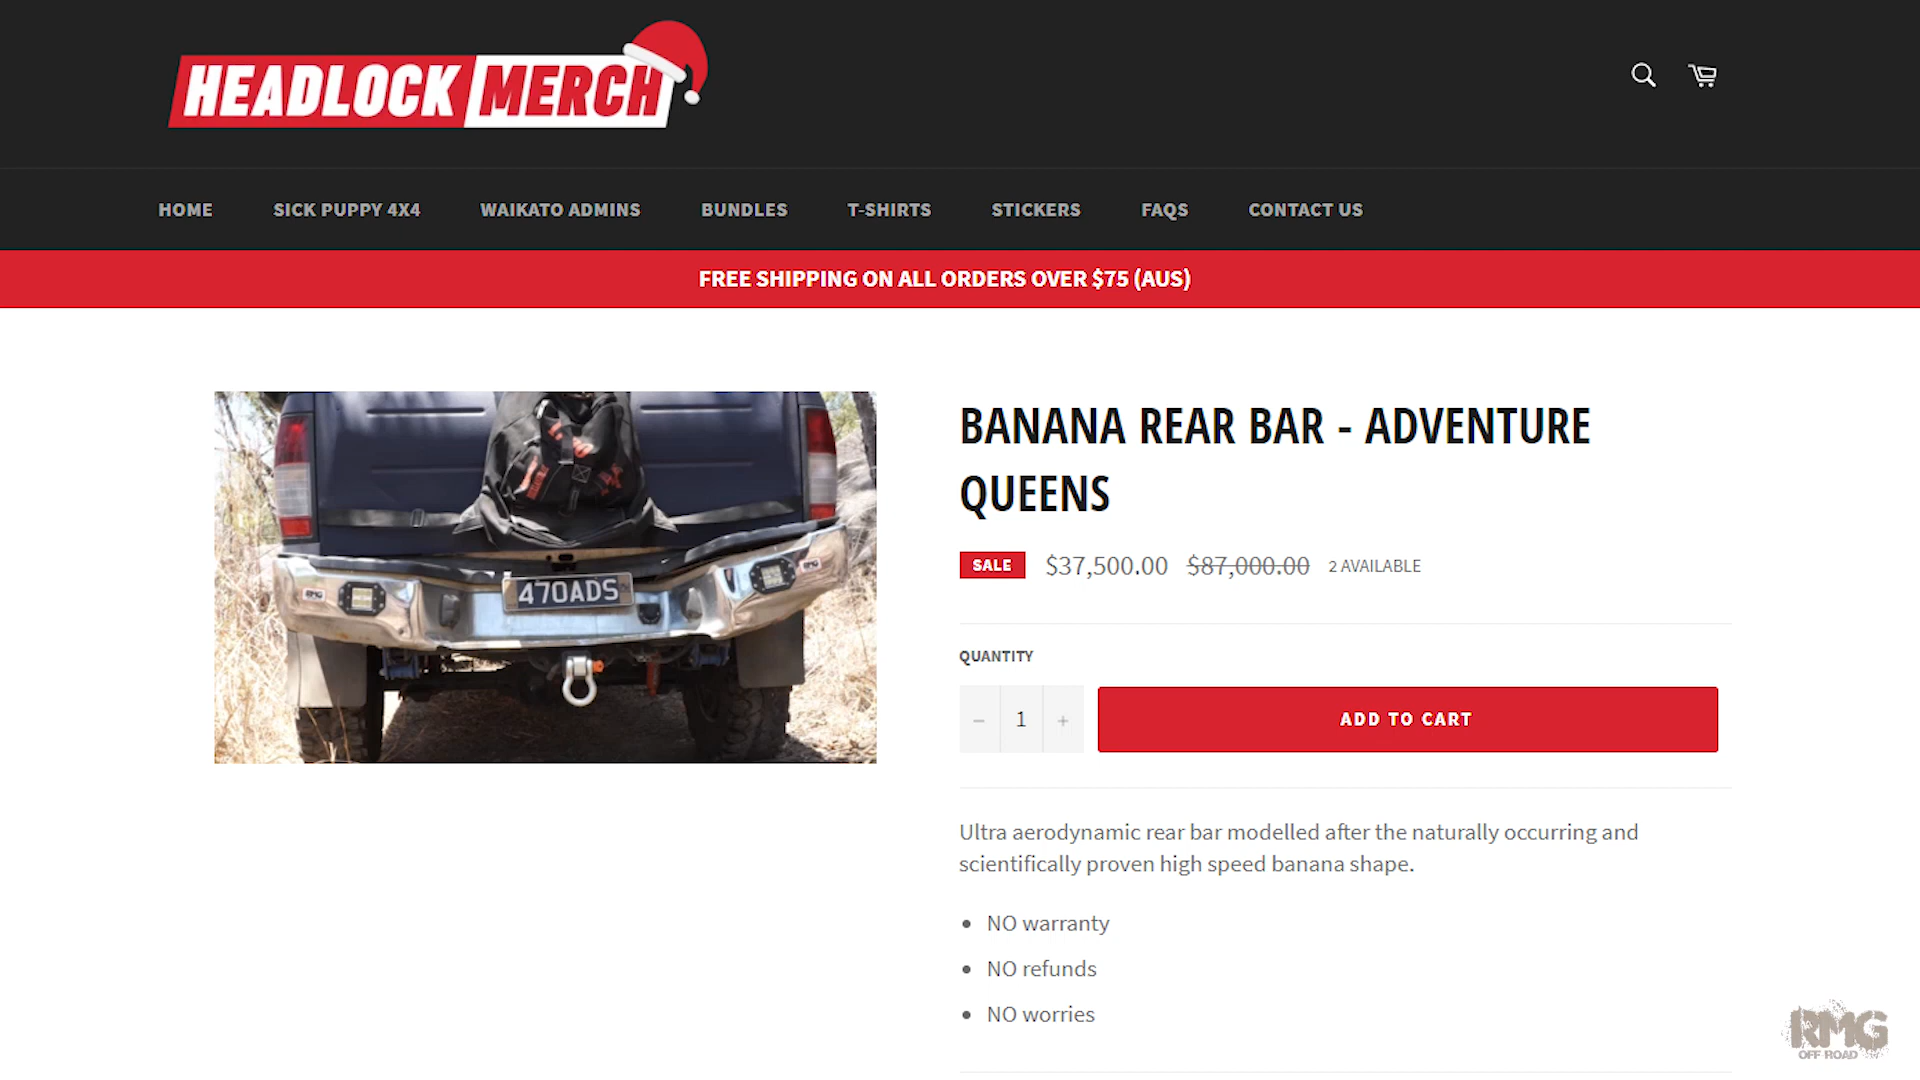 HEADLOCK MERCH
HOME
SICK PUPPY 4X4
WAIKATO ADMINS
BUNDLES
T-SHIRTS
STICKERS
FAQS
CONTACT US
FREE SHIPPING ON ALL ORDERS OVER $75 (AUS)
470ADS
RMG
RMG
BANANA REAR BAR - ADVENTURE
QUEENS
SALE $37,500.00 $87,000.00 2 AVAILABLE
QUANTITY
− 1 +
ADD TO CART
Ultra aerodynamic rear bar modelled after the naturally occurring and
scientifically proven high speed banana shape.
• NO warranty
• NO refunds
• NO worries
RMG
OFF ROAD